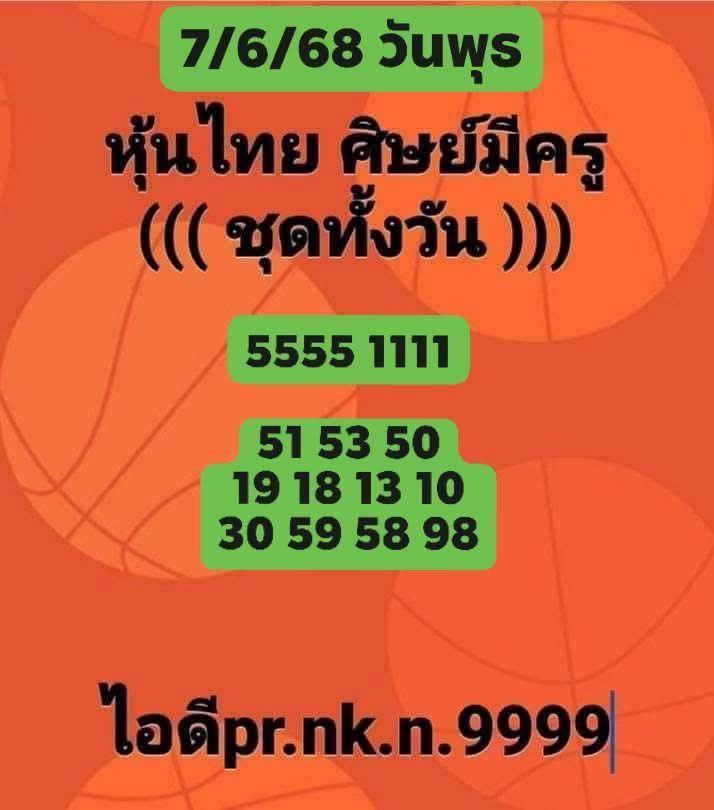 7/6/68 วันพุธ
หุ้นไทย ศิษย์มีครู
((( ชุดทั้งวัน )))
5555 1111
51 53 50
19 18 13 10
30 59 58 98
ไอดีpr.nk.n.9999